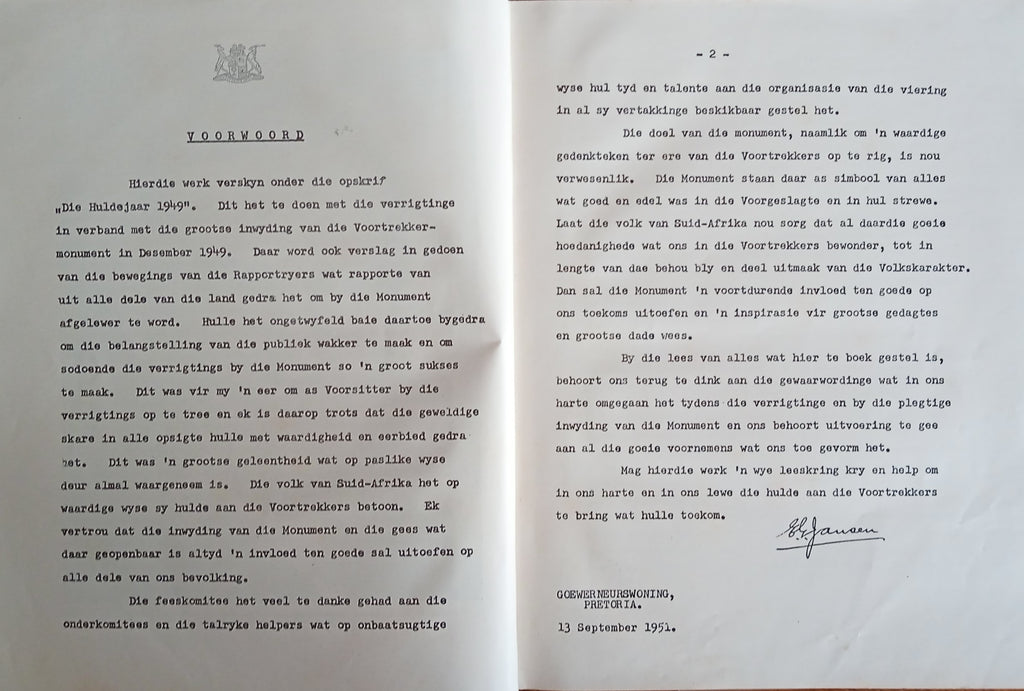 VOORWOORD
Hierdie werk verskyn onder die opskrif
„Die Huldejaar 1949". Dit het te doen met die verrigtinge
in verband met die grootse inwyding van die Voortrekker-
monument in Desember 1949. Daar word ook verslag in gedoen
van die bewegings van die Rapportryers wat rapporte van
uit alle dele van die land gedra het om by die Monument
afgelewer te word. Hulle het ongetwyfeld baie daartoe bygedra
om die belangstelling van die publiek wakker te maak en om
sodoende die verrigtings by die Monument so 'n groot sukses
te maak. Dit was vir my 'n eer om as Voorsitter by die
verrigtings op te tree en ek is daarop trots dat die geweldige
skare in alle opsigte hulle met waardigheid en eerbied gedra
het. Dit was 'n grootse geleentheid wat op paslike wyse
deur almal waargeneem is. Die volk van Suid-Afrika het op
waardige wyse sy hulde aan die Voortrekkers betoon. Ek
vertrou dat die inwyding van die Monument en die gees wat
daar geopenbaar is altyd 'n invloed ten goede sal uitoefen op
alle dele van ons bevolking.
Die feeskomitee het veel te danke gehad aan die
onderkomitees en die talryke helpers wat op onbaatsugtige
- 2 -
wyse hul tyd en talente aan die organisasie van die viering
in al sy vertakkinge beskikbaar gestel het.
Die doel van die monument, naamlik om 'n waardige
gedenkteken ter ere van die Voortrekkers op te rig, is nou
verwesenlik. Die Monument staan daar as simbool van alles
wat goed en edel was in die Voorgeslagte en in hul strewe.
Laat die volk van Suid-Afrika nou sorg dat al daardie goeie
hoedanighede wat ons in die Voortrekkers bewonder, tot in
lengte van dae behou bly en deel uitmaak van die Volkskarakter.
Dan sal die Monument 'n voortdurende invloed ten goede op
ons toekoms uitoefen en 'n inspirasie vir grootse gedagtes
en grootse dade wees.
By die lees van alles wat hier te boek gestel is,
behoort ons terug te dink aan die gewaarwordinge wat in ons
harte omgegaan het tydens die verrigtinge en by die plegtige
inwyding van die Monument en ons behoort uitvoering te gee
aan al die goeie voornemens wat ons toe gevorm het.
Mag hierdie werk 'n wye leeskring kry en help om
in ons harte en in ons lewe die hulde aan die Voortrekkers
te bring wat hulle toekom.
E.G. Jansen
GOEWERNEURSWONING,
PRETORIA.
13 September 1951.